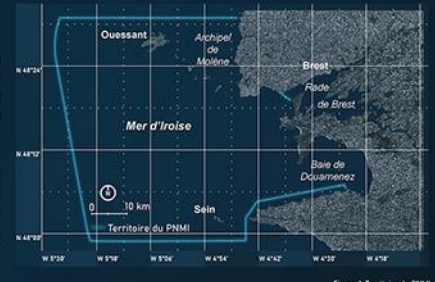 Ouessant
Archipel
de
Molène
Brest
Rade
de Brest
N 48°24'
Mer d'Iroise
N 48°12'
Baie de
Douarnenez
N
0 10 km
Sein
Territoire du PNMI
N 48°00'
W 5°30' W 5°18' W 5°06' W 4°54' W 4°42' W 4°30' W 4°18'